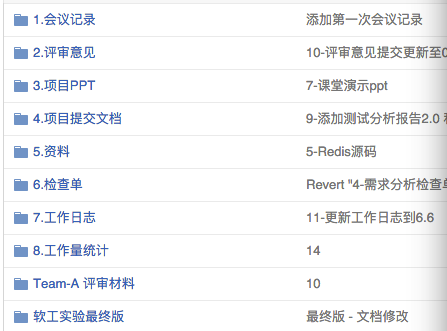 1.会议记录 添加第一次会议记录
2.评审意见 10-评审意见提交更新至
3.项目PPT 7-课堂演示ppt
4.项目提交文档 9-添加测试分析报告2.0
5.资料 5-Redis源码
6.检查单 Revert "4-需求分析检查单
7.工作日志 11-更新工作日志到6.6
8.工作量统计 14
Team-A 评审材料 10
软工实验最终版 最终版 - 文档修改